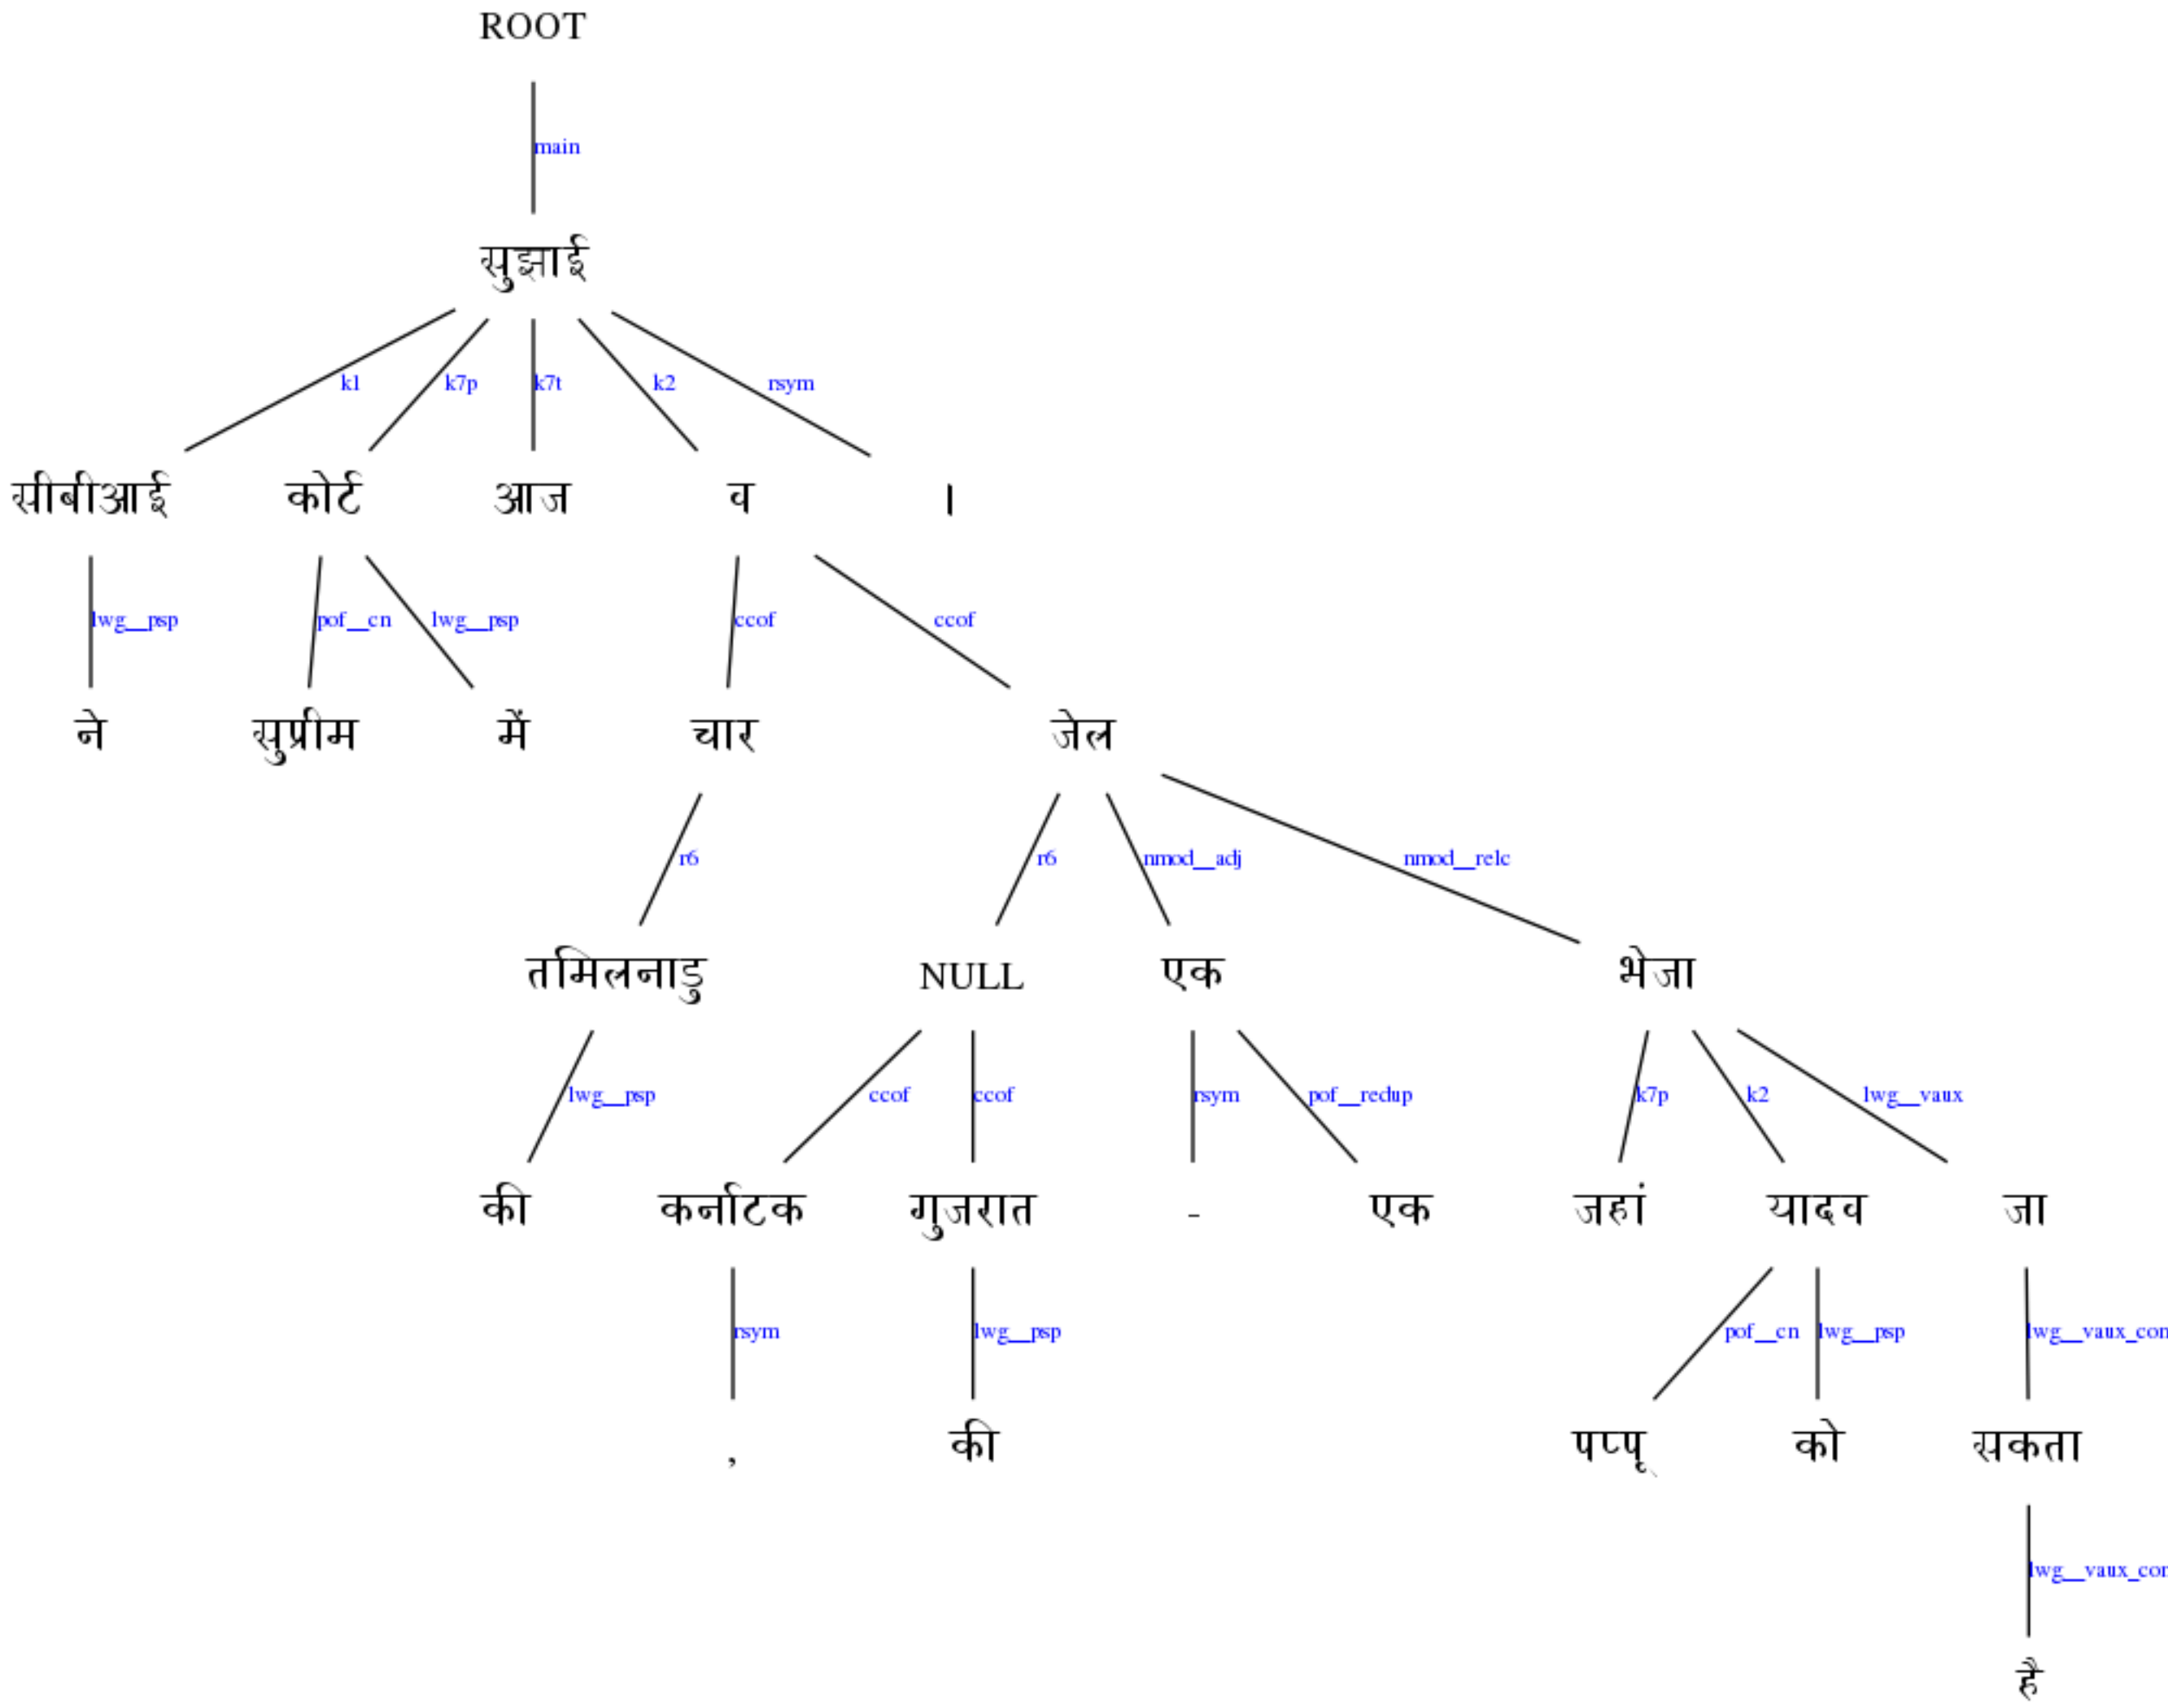 ROOT
main
सुझाई
k1 k7p k7t k2 rsym
सीबीआई कोर्ट आज व ।
lwg__psp pof__cn lwg__psp ccof ccof
ने सुप्रीम में चार जेल
r6 r6 nmod__adj nmod__relc
तमिलनाडु NULL एक भेजा
lwg__psp ccof ccof rsym pof__redup k7p k2 lwg__vaux
की कर्नाटक गुजरात - एक जहां यादव जा
rsym lwg__psp pof__cn lwg__psp lwg__vaux_con
, की पप्पू को सकता
lwg__vaux_con
है